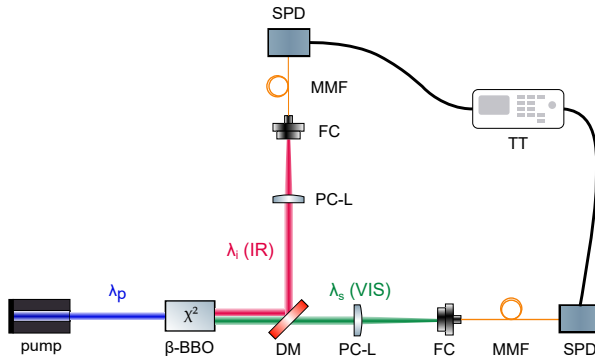 SPD
MMF
FC
TT
PC-L
λi (IR)
λp
λs (VIS)
χ²
pump
β-BBO
DM
PC-L
FC
MMF
SPD